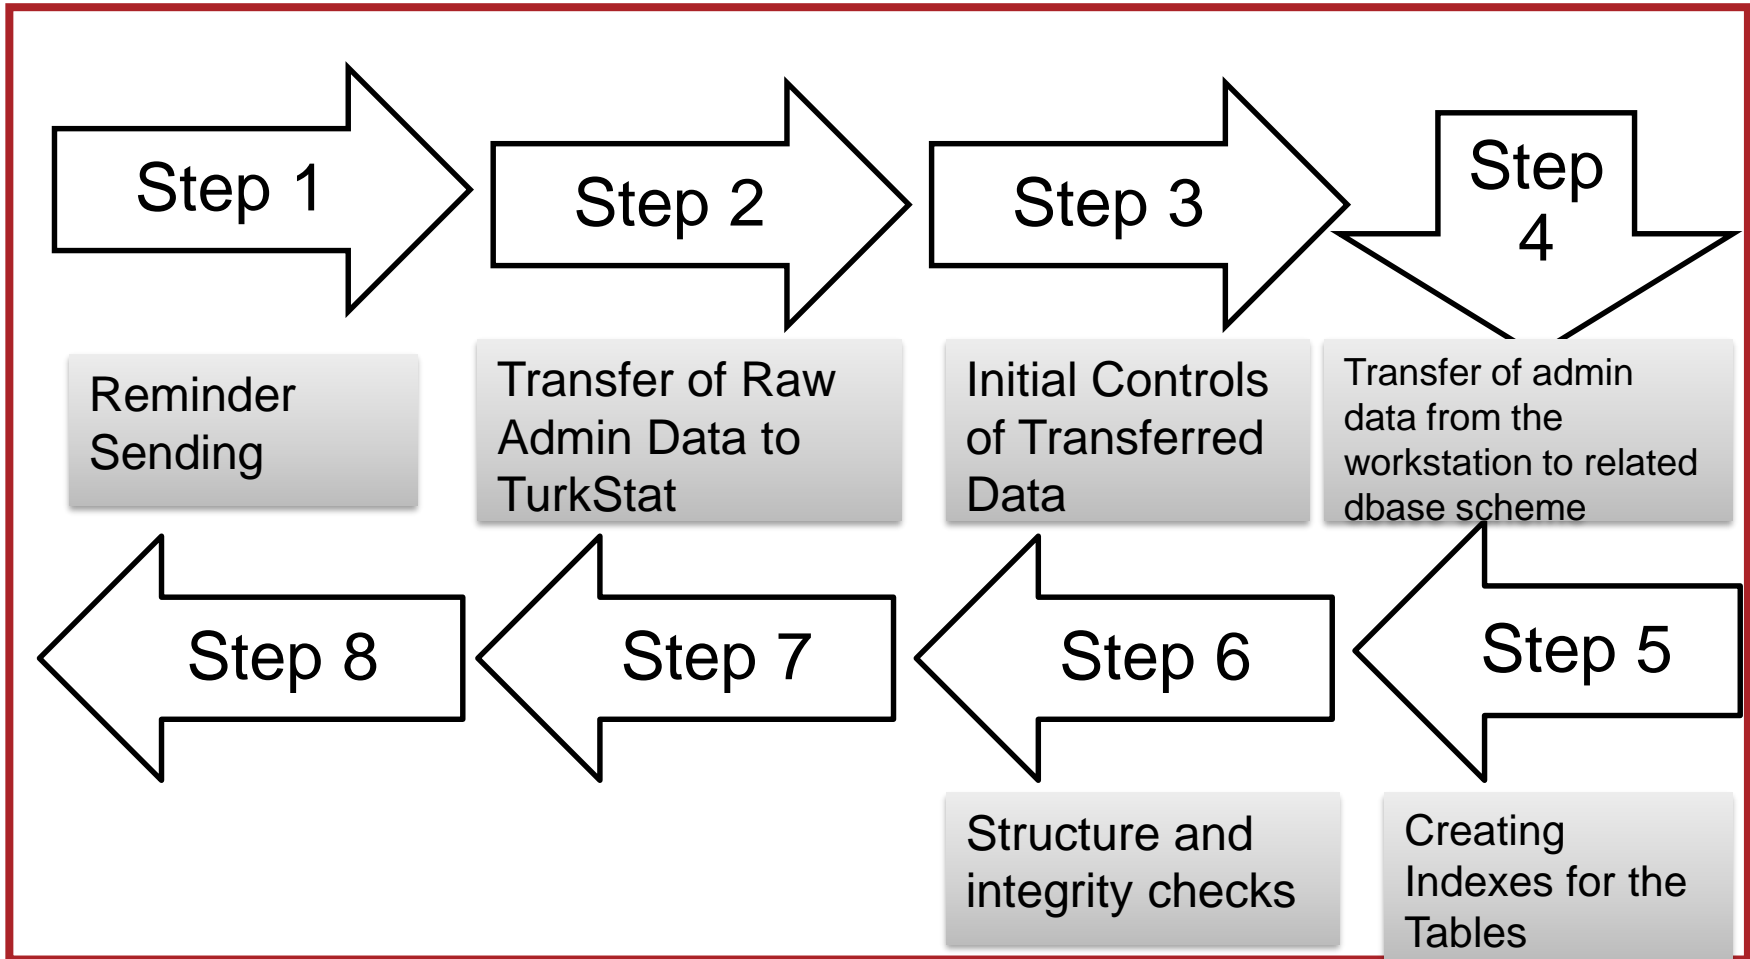 Step 1
Step 2
Step 3
Step
4
Reminder
Sending
Transfer of Raw
Admin Data to
TurkStat
Initial Controls
of Transferred
Data
Transfer of admin
data from the
workstation to related
dbase scheme
Step 8
Step 7
Step 6
Step 5
Structure and
integrity checks
Creating
Indexes for the
Tables